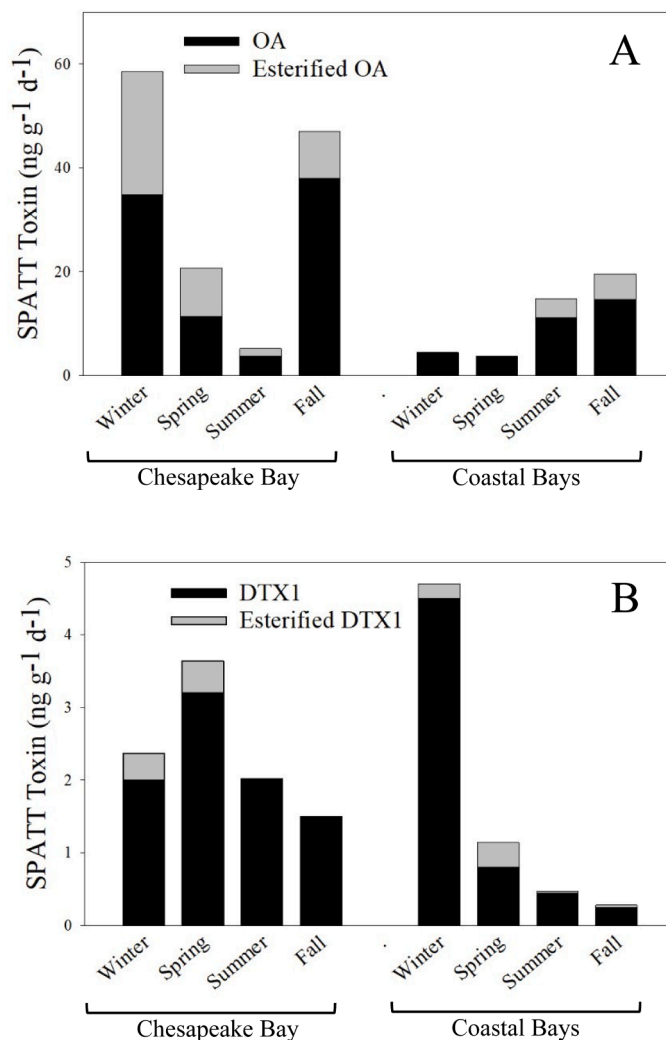 A
OA
Esterified OA
SPATT Toxin (ng g-1 d-1)
60
40
20
0
Winter
Spring
Summer
Fall
.
Winter
Spring
Summer
Fall
Chesapeake Bay
Coastal Bays
B
DTX1
Esterified DTX1
SPATT Toxin (ng g-1 d-1)
5
4
3
2
1
0
Winter
Spring
Summer
Fall
.
Winter
Spring
Summer
Fall
Chesapeake Bay
Coastal Bays